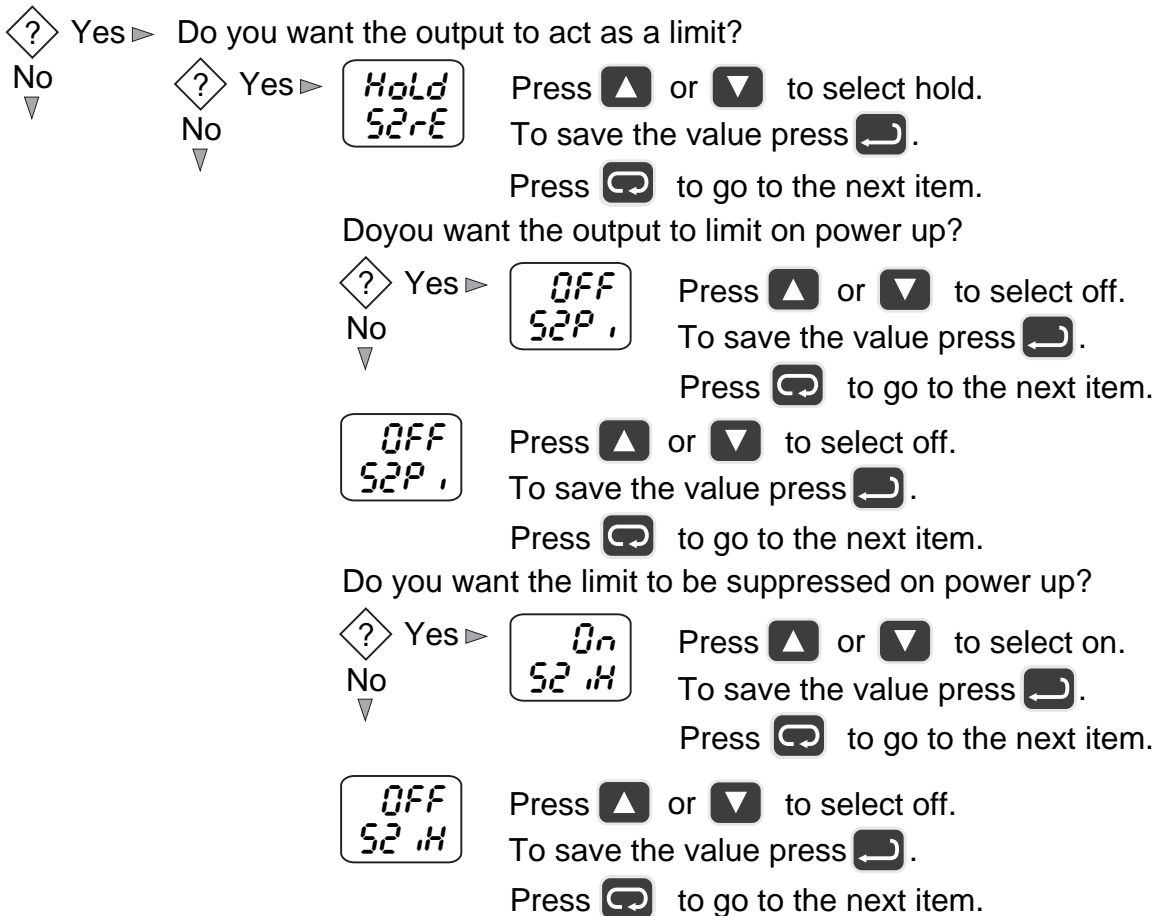 ? Yes Do you want the output to act as a limit?
No
? Yes HoLd Press or to select hold.
No S2rE To save the value press .
Press to go to the next item.
Doyou want the output to limit on power up?
? Yes OFF Press or to select off.
No S2Pi To save the value press .
Press to go to the next item.
OFF Press or to select off.
S2Pi To save the value press .
Press to go to the next item.
Do you want the limit to be suppressed on power up?
? Yes On Press or to select on.
No S2iH To save the value press .
Press to go to the next item.
OFF Press or to select off.
S2iH To save the value press .
Press to go to the next item.